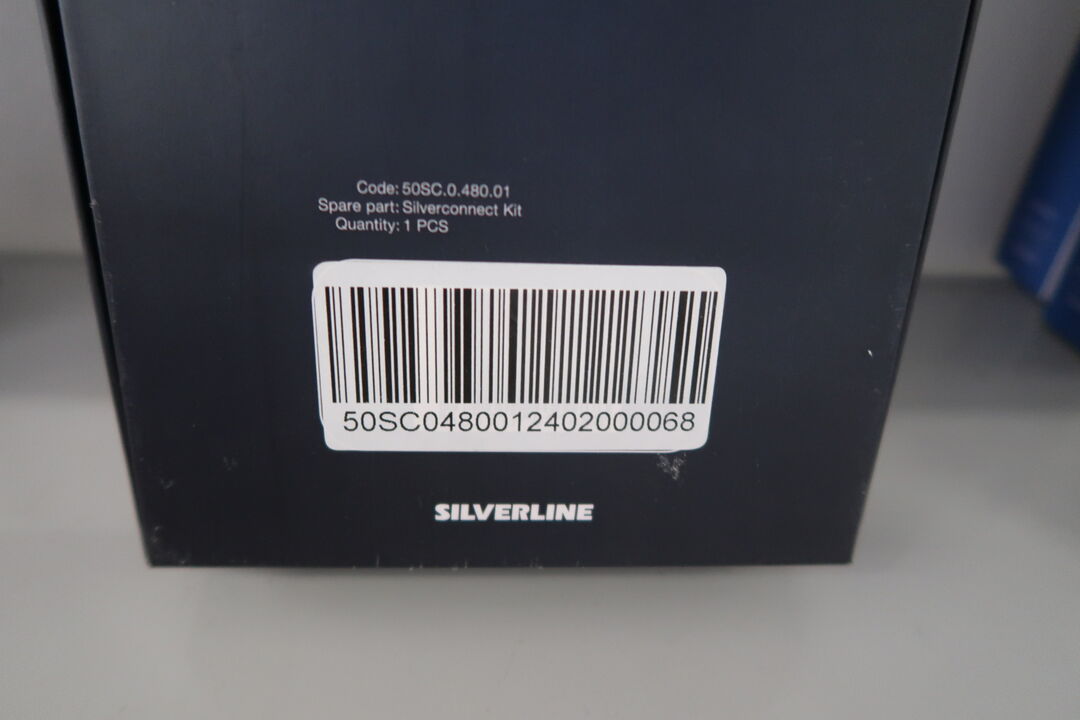 Code: 50SC.0.480.01
Spare part: Silverconnect Kit
Quantity: 1 PCS
50SC0480012402000068
SILVERLINE